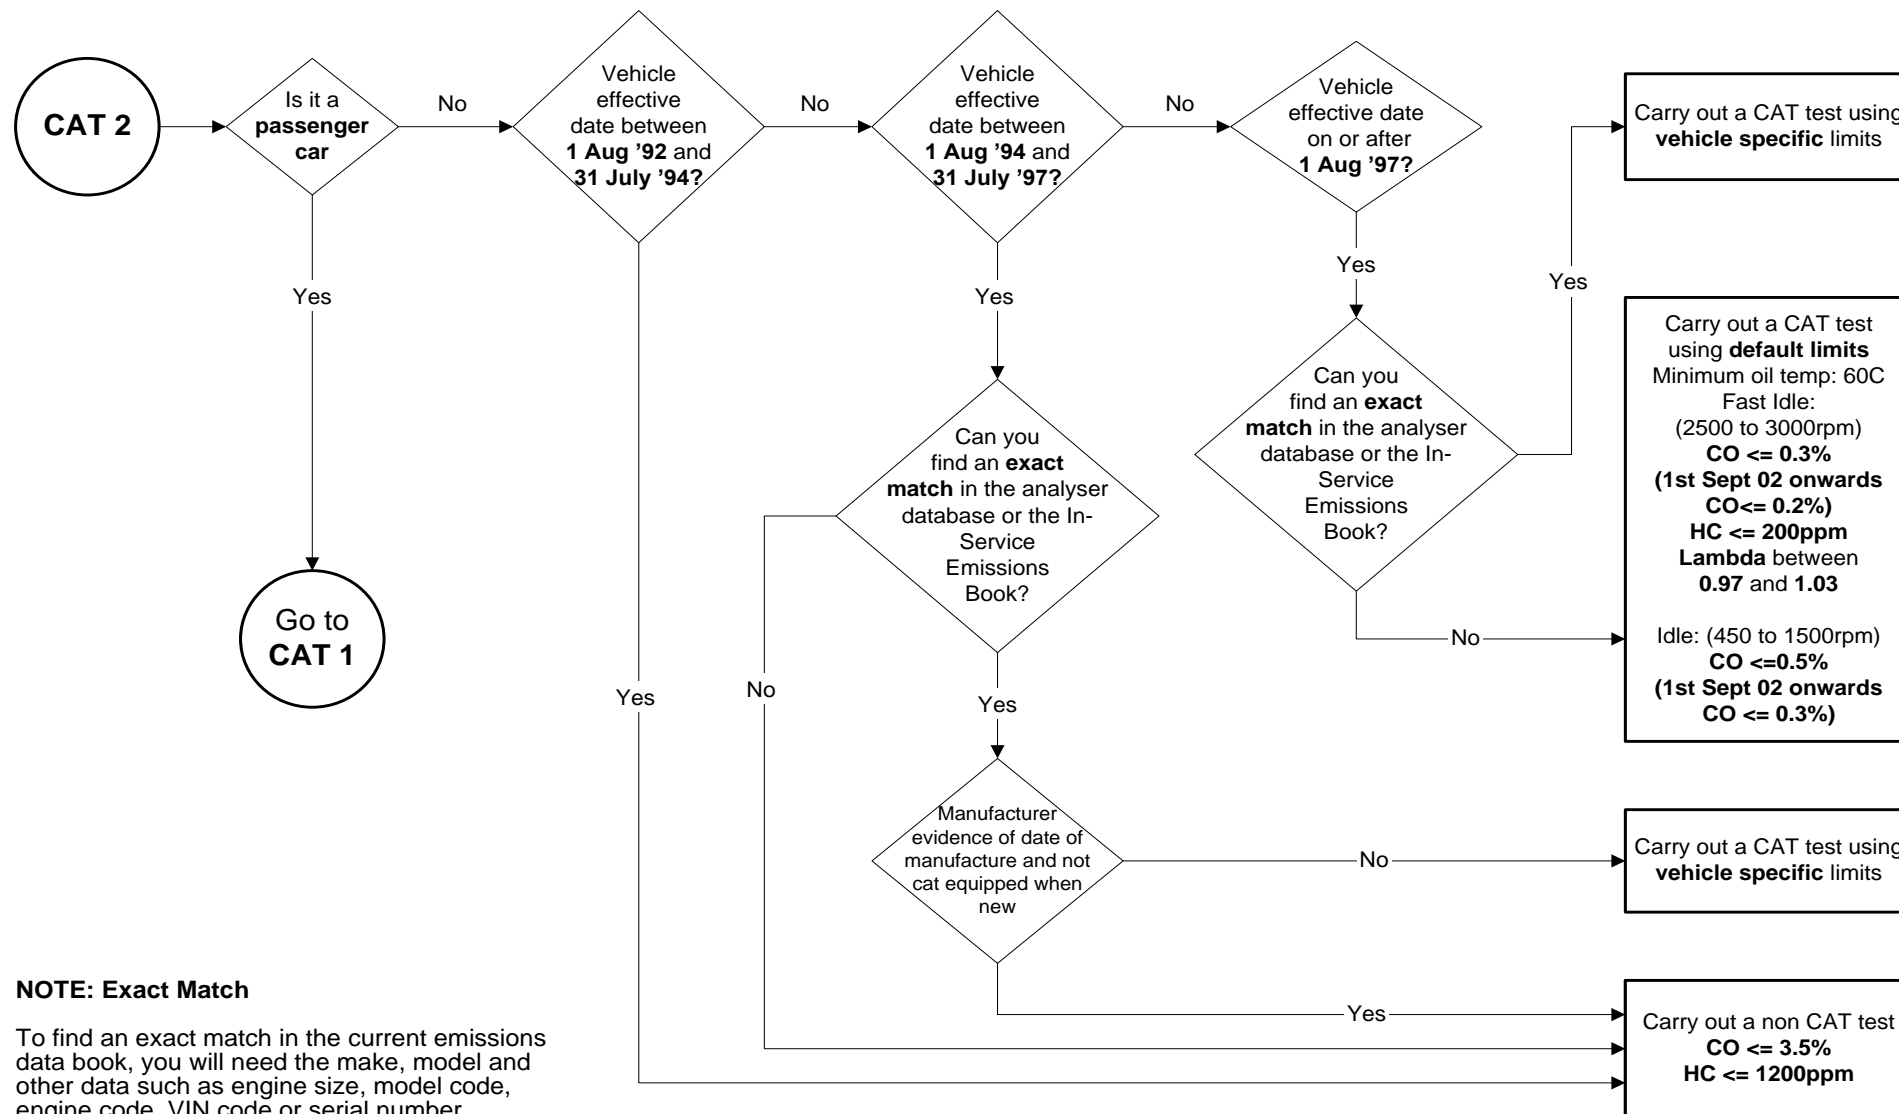 CAT 2
Is it a
passenger
car
No
Vehicle
effective
date between
1 Aug '92 and
31 July '94?
No
Vehicle
effective
date between
1 Aug '94 and
31 July '97?
No
Vehicle
effective date
on or after
1 Aug '97?
Carry out a CAT test using
vehicle specific limits
Yes
Yes
Yes
Yes
Go to
CAT 1
Can you
find an exact
match in the analyser
database or the In-
Service
Emissions
Book?
Can you
find an exact
match in the analyser
database or the In-
Service
Emissions
Book?
Carry out a CAT test
using default limits
Minimum oil temp: 60C
Fast Idle:
(2500 to 3000rpm)
CO <= 0.3%
(1st Sept 02 onwards
CO<= 0.2%)
HC <= 200ppm
Lambda between
0.97 and 1.03
Idle: (450 to 1500rpm)
CO <=0.5%
(1st Sept 02 onwards
CO <= 0.3%)
No
Yes
No
Yes
Manufacturer
evidence of date of
manufacture and not
cat equipped when
new
No
Carry out a CAT test using
vehicle specific limits
Yes
Carry out a non CAT test
CO <= 3.5%
HC <= 1200ppm
NOTE: Exact Match
To find an exact match in the current emissions
data book, you will need the make, model and
other data such as engine size, model code,
engine code, VIN code or serial number